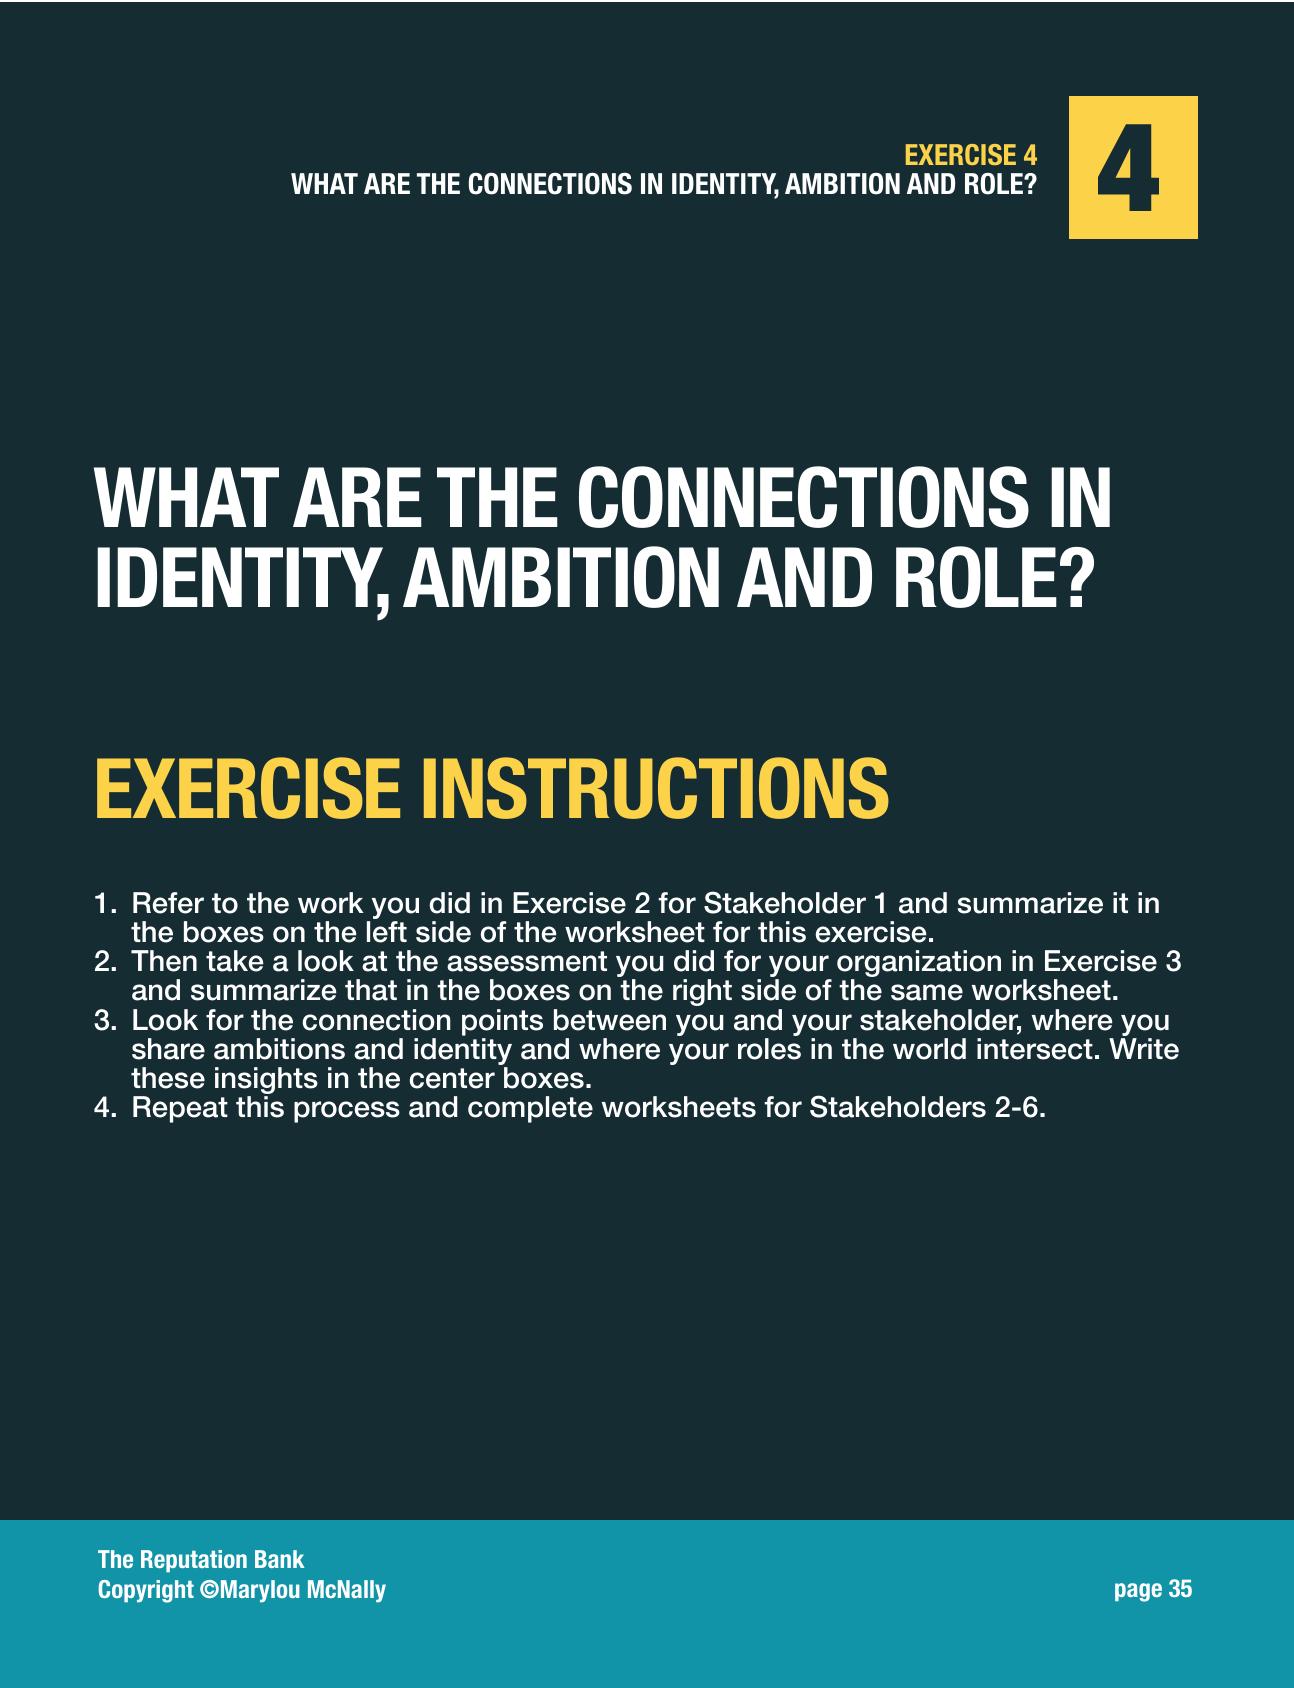 EXERCISE 4
WHAT ARE THE CONNECTIONS IN IDENTITY, AMBITION AND ROLE?
4
WHAT ARE THE CONNECTIONS IN
IDENTITY, AMBITION AND ROLE?
EXERCISE INSTRUCTIONS
1. Refer to the work you did in Exercise 2 for Stakeholder 1 and summarize it in
the boxes on the left side of the worksheet for this exercise.
2. Then take a look at the assessment you did for your organization in Exercise 3
and summarize that in the boxes on the right side of the same worksheet.
3. Look for the connection points between you and your stakeholder, where you
share ambitions and identity and where your roles in the world intersect. Write
these insights in the center boxes.
4. Repeat this process and complete worksheets for Stakeholders 2-6.
The Reputation Bank
Copyright ©Marylou McNally
page 35